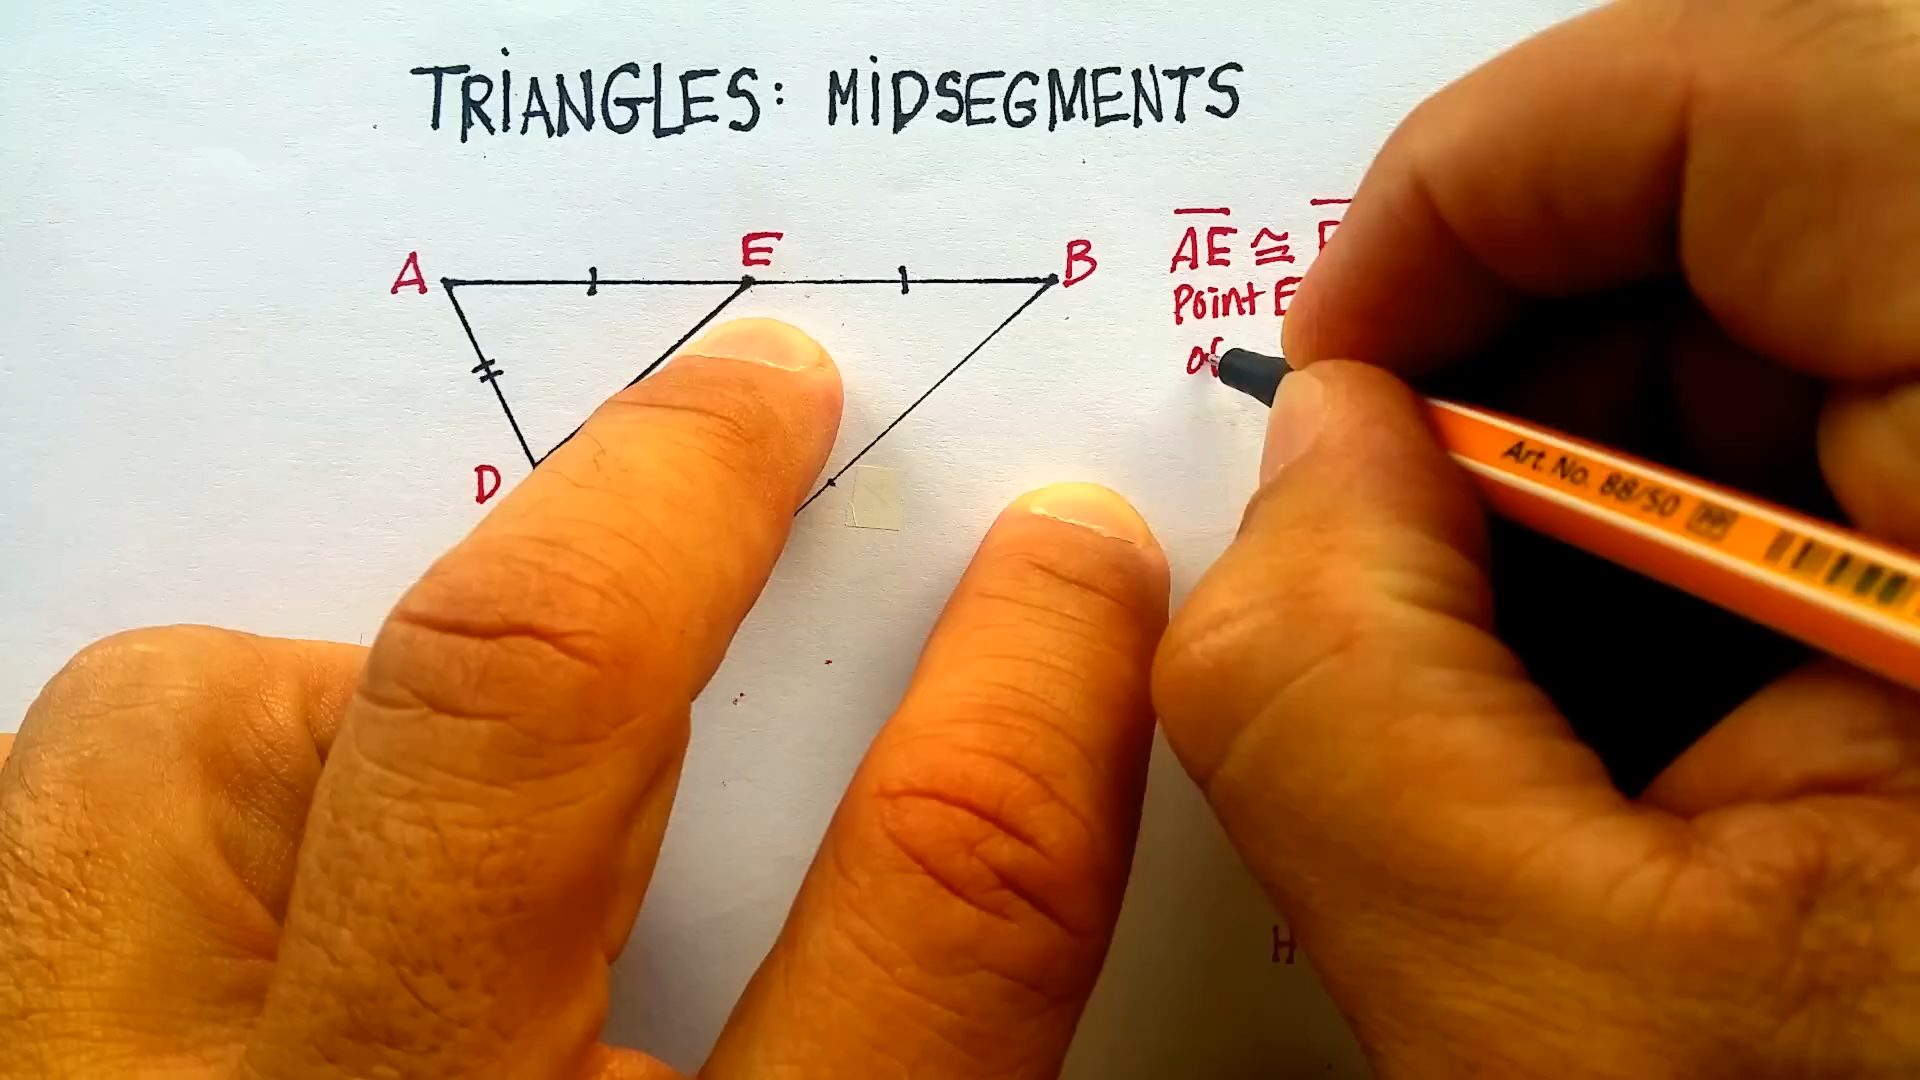 TRiANGLES: MiDSEGMENTS
A
E
B
D
AE ≅
Point E
of
Art. No. 88/50
H